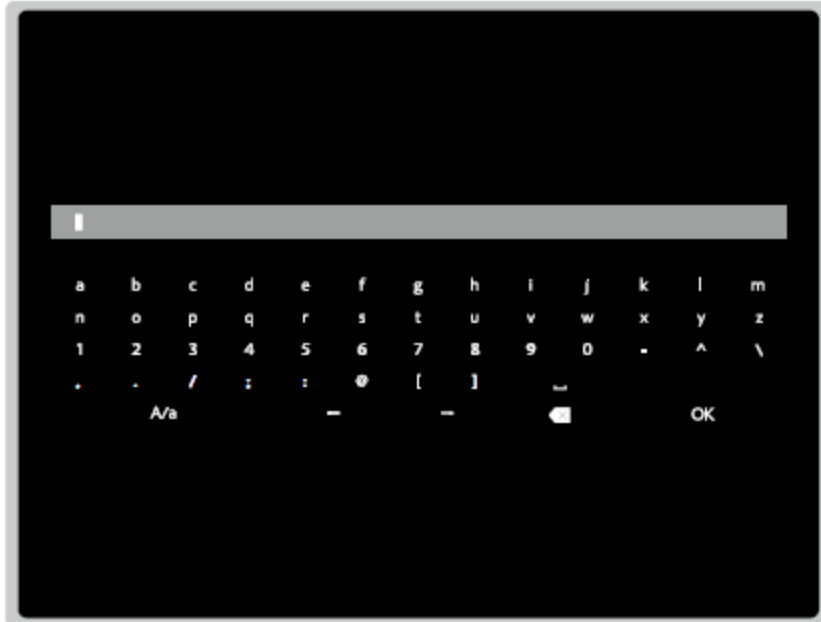 a b c d e f g h i j k l m
n o p q r s t u v w x y z
1 2 3 4 5 6 7 8 9 0 - ^ \
, . / ; : @ [ ] ⎵
A/a OK